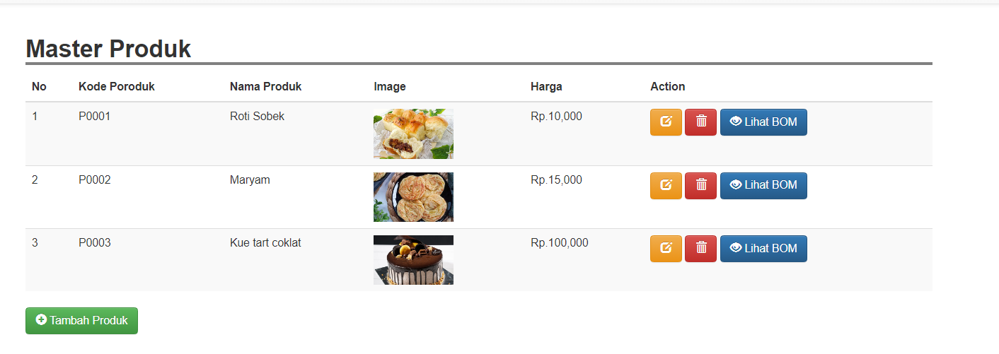 Master Produk
No Kode Poroduk Nama Produk Image Harga Action
1 P0001 Roti Sobek Rp.10,000 Lihat BOM
2 P0002 Maryam Rp.15,000 Lihat BOM
3 P0003 Kue tart coklat Rp.100,000 Lihat BOM
Tambah Produk